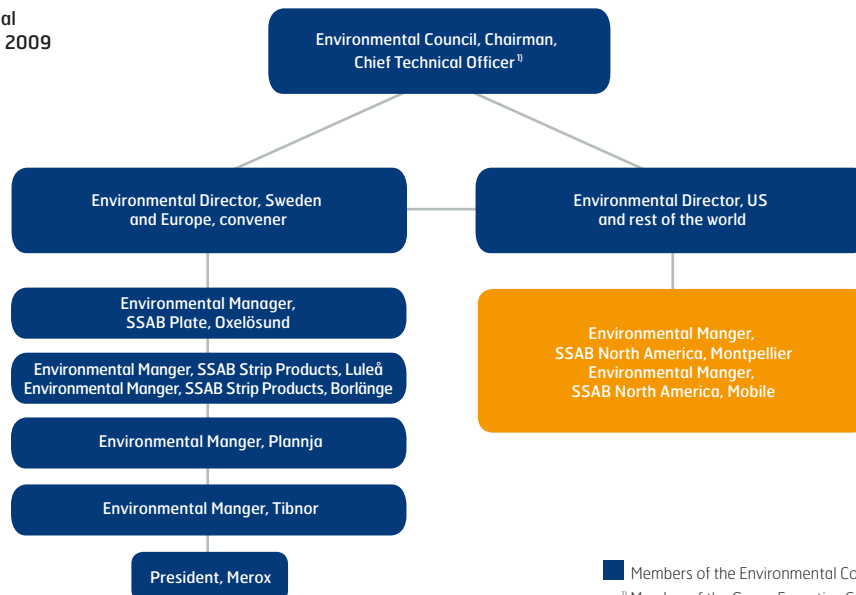 al
2009
Environmental Council, Chairman,
Chief Technical Officer 1)
Environmental Director, Sweden
and Europe, convener
Environmental Director, US
and rest of the world
Environmental Manager,
SSAB Plate, Oxelösund
Environmental Manger, SSAB Strip Products, Luleå
Environmental Manger, SSAB Strip Products, Borlänge
Environmental Manger, Plannja
Environmental Manger, Tibnor
President, Merox
Environmental Manger,
SSAB North America, Montpellier
Environmental Manger,
SSAB North America, Mobile
Members of the Environmental Co